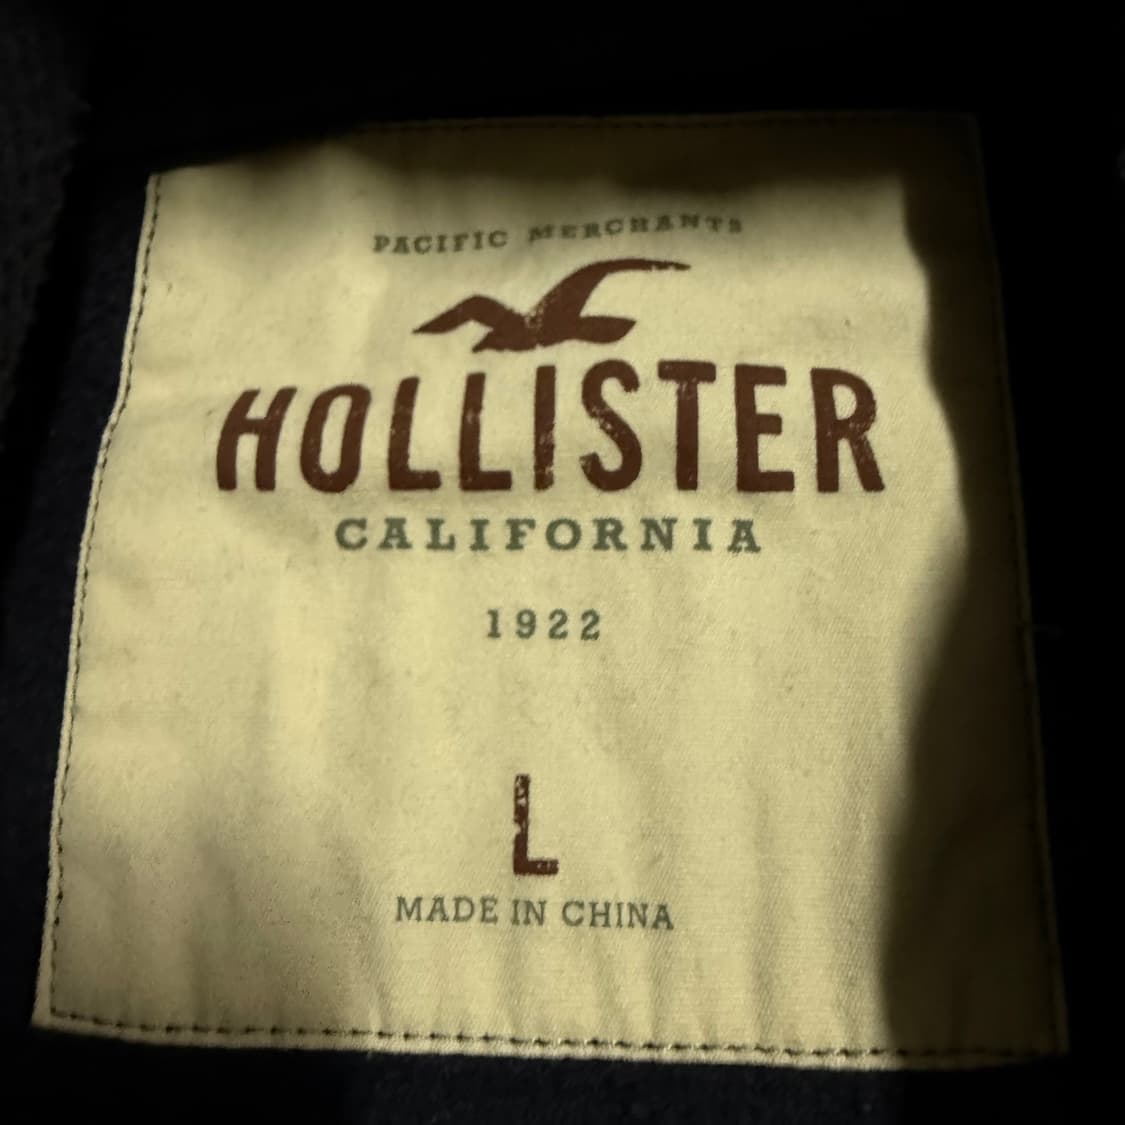 PACIFIC MERCHANTS
HOLLISTER
CALIFORNIA
1922
L
MADE IN CHINA